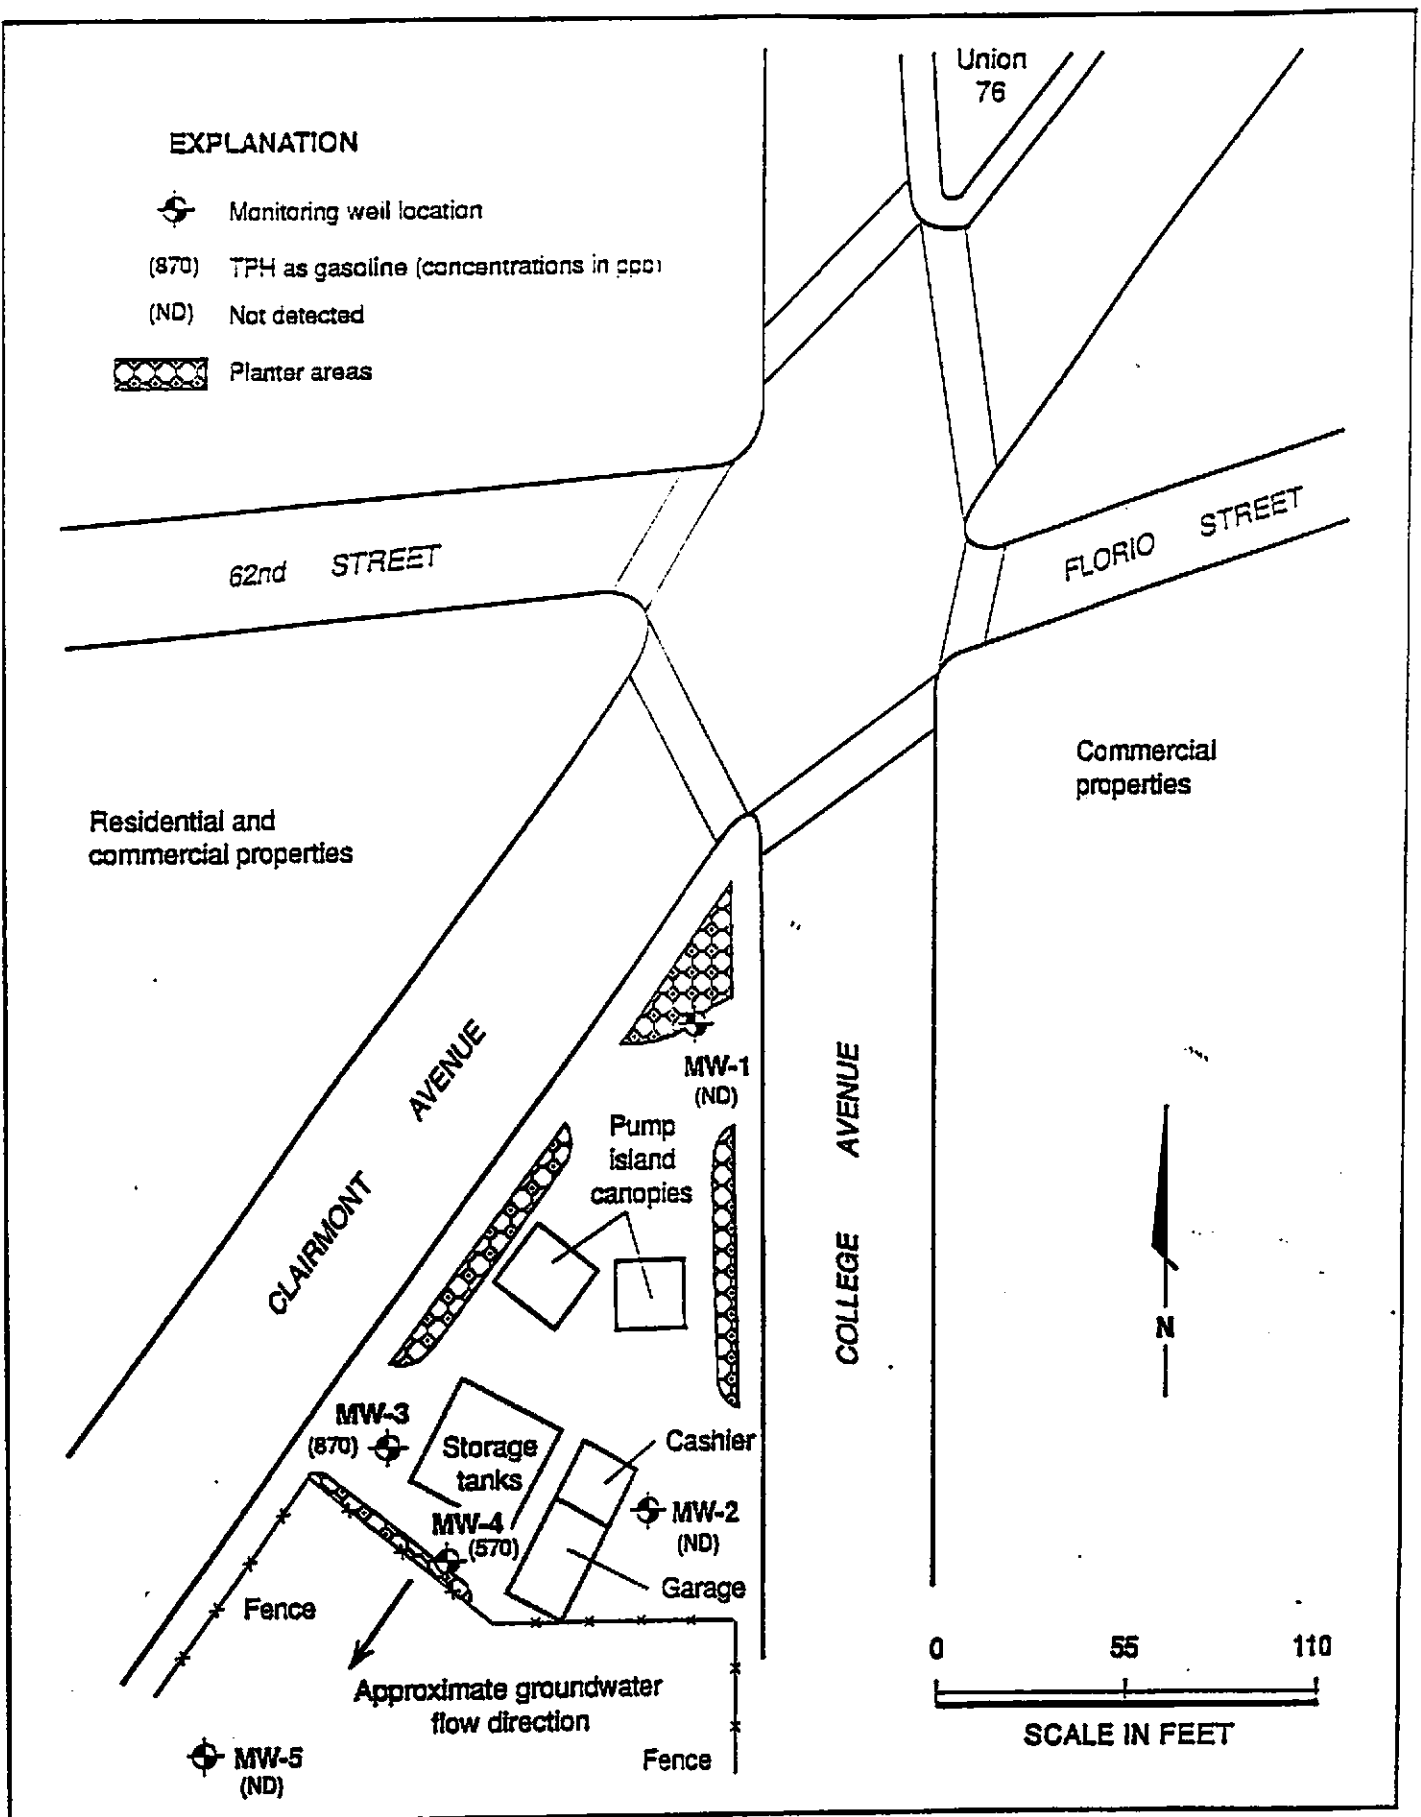 Union
76
EXPLANATION
Monitoring well location
(870) TPH as gasoline (concentrations in ppb)
(ND) Not detected
Planter areas
62nd STREET
FLORIO STREET
Commercial
properties
Residential and
commercial properties
CLAIRMONT AVENUE
COLLEGE AVENUE
MW-1
(ND)
Pump
island
canopies
N
MW-3
(870)
Storage
tanks
Cashier
MW-4
(570)
MW-2
(ND)
Garage
Fence
Approximate groundwater
flow direction
0 55 110
SCALE IN FEET
MW-5
(ND)
Fence